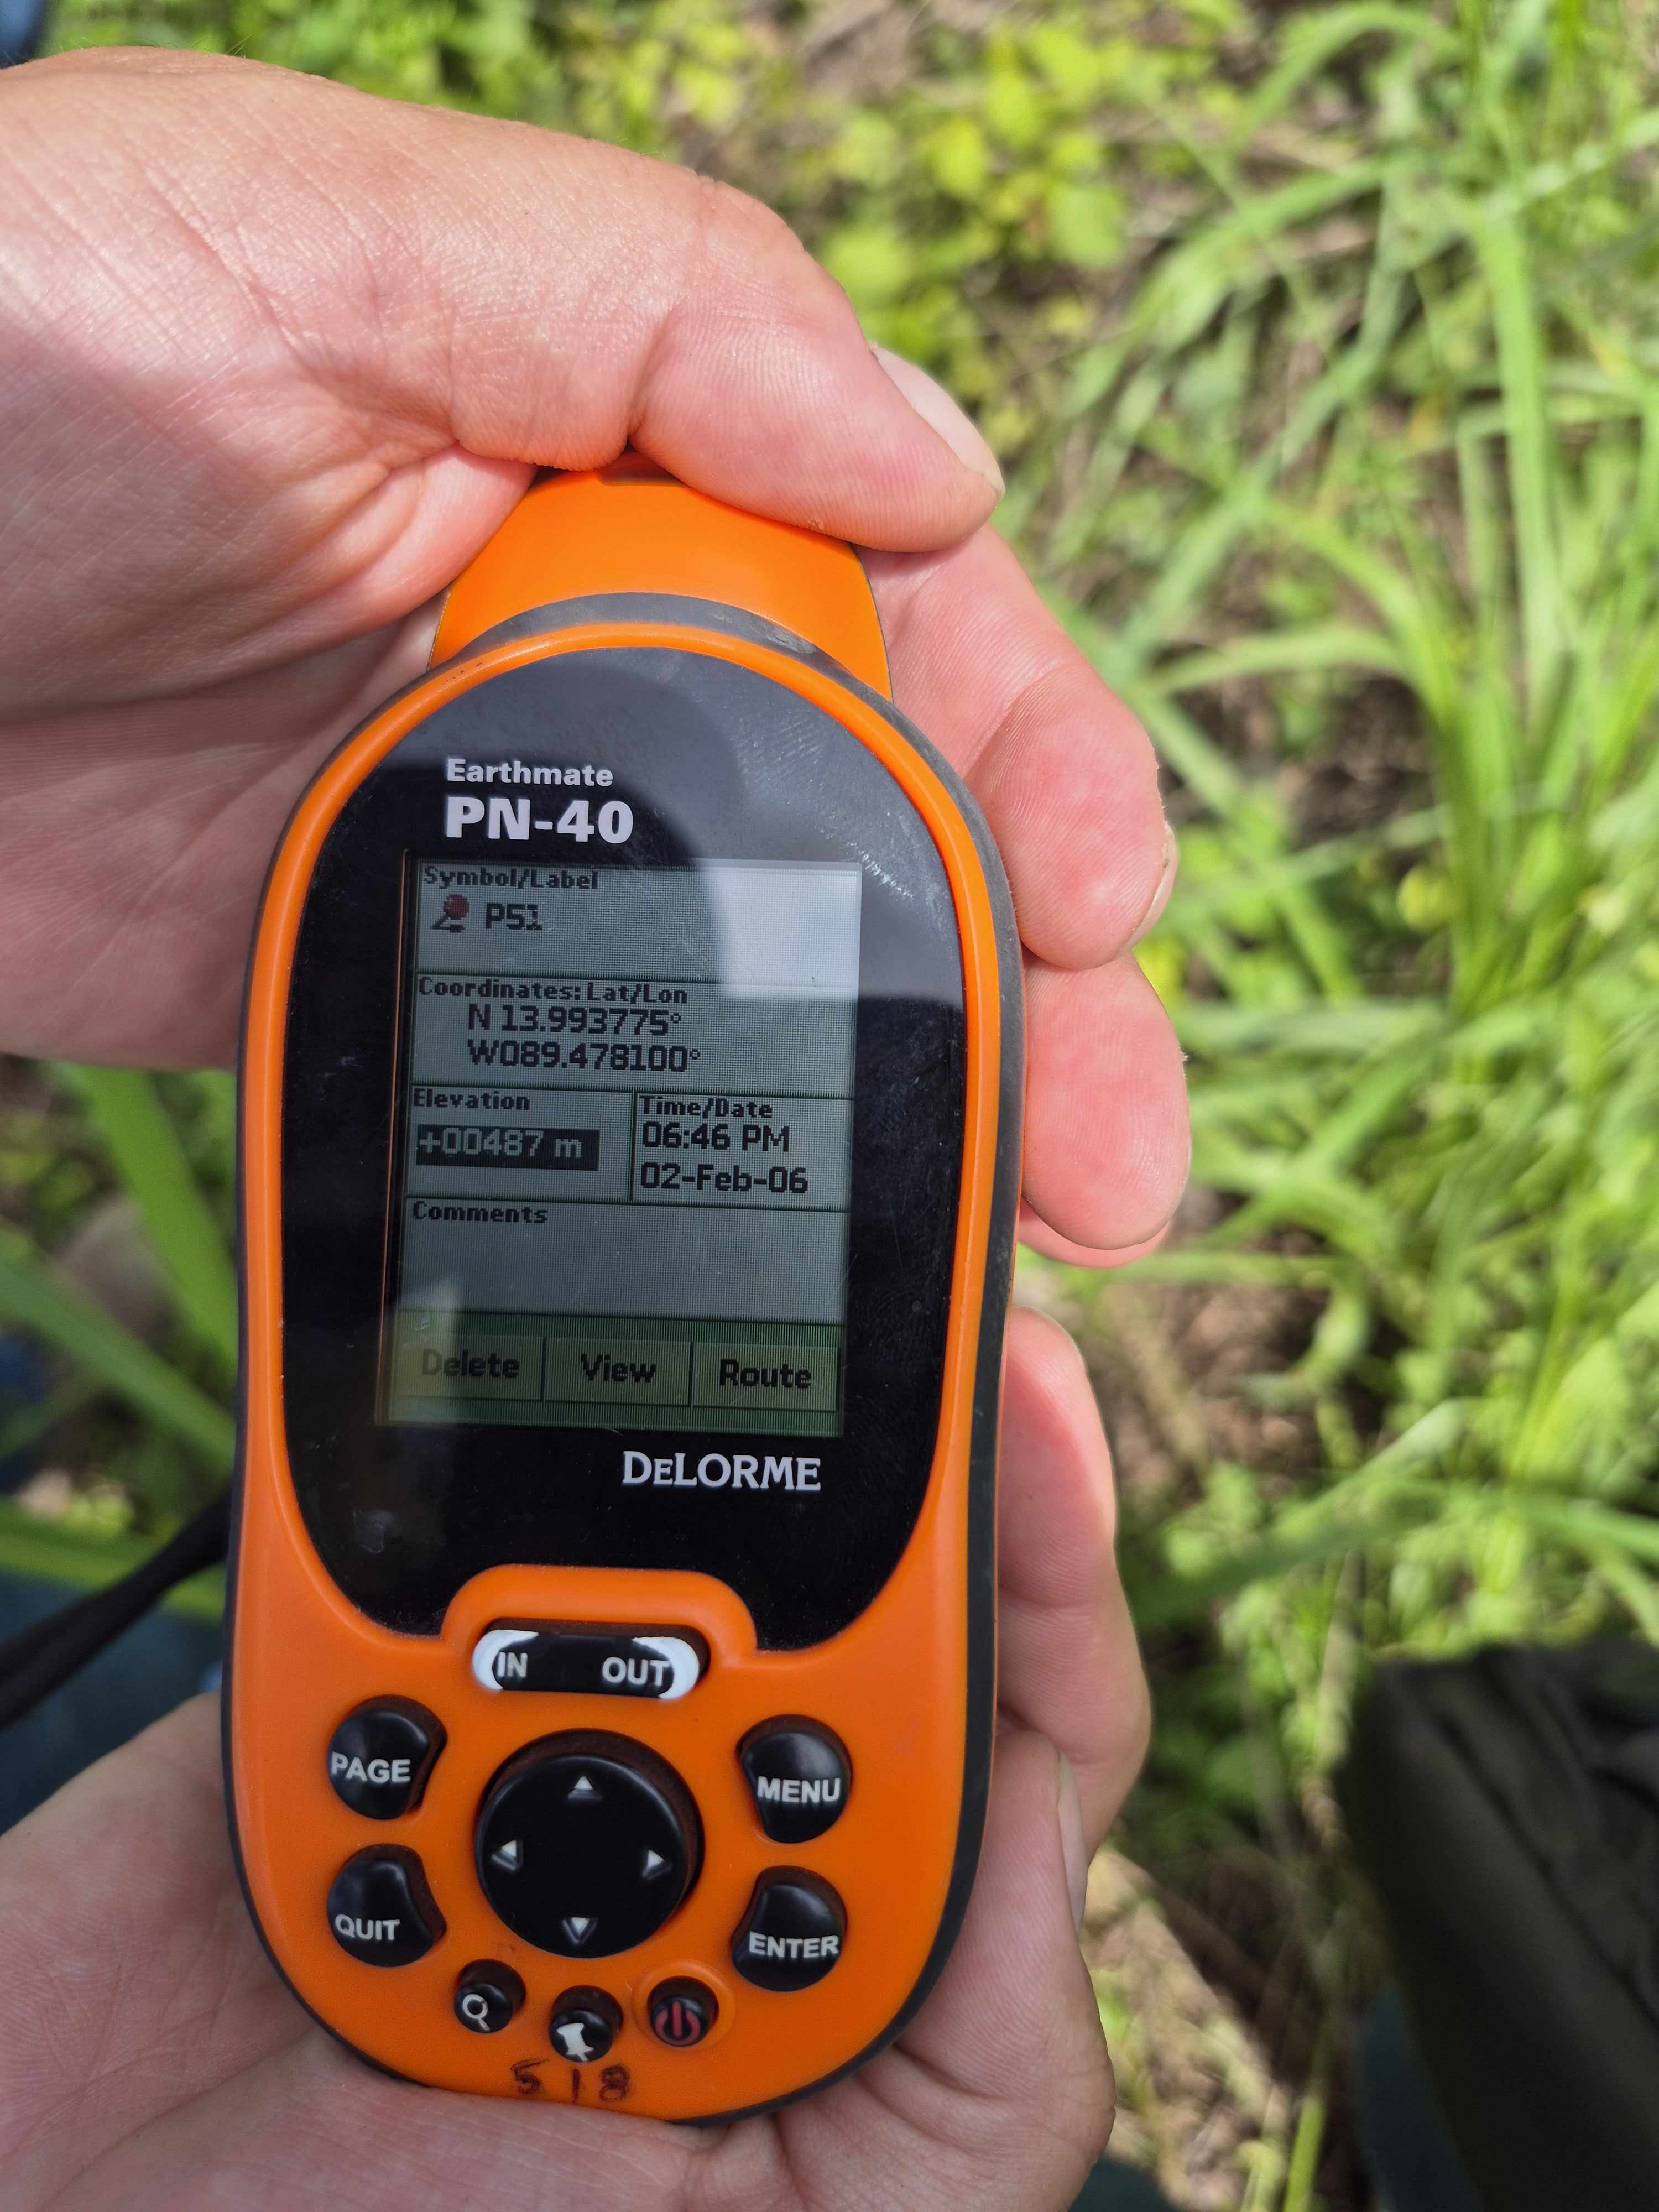 Earthmate
PN-40
Symbol/Label
P51
Coordinates: Lat/Lon
N 13.993775°
W089.478100°
Elevation
+00487 m
Time/Date
06:46 PM
02-Feb-06
Comments
Delete View Route
DELORME
IN OUT
PAGE MENU
QUIT ENTER
518